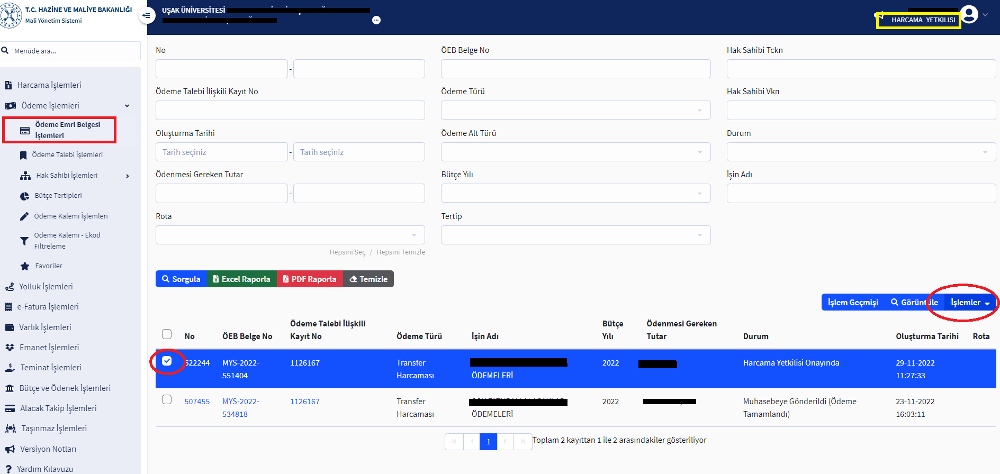 T.C. HAZİNE VE MALİYE BAKANLIĞI
Mali Yönetim Sistemi
UŞAK ÜNİVERSİTESİ
HARCAMA_YETKILISI
Menüde ara...
Harcama İşlemleri
Ödeme İşlemleri
Ödeme Emri Belgesi
İşlemleri
Ödeme Talebi İşlemleri
Hak Sahibi İşlemleri
Bütçe Tertipleri
Ödeme Kalemi İşlemleri
Ödeme Kalemi - Ekod
Filtreleme
Favoriler
Yolluk İşlemleri
e-Fatura İşlemleri
Varlık İşlemleri
Emanet İşlemleri
Teminat İşlemleri
Bütçe ve Ödenek İşlemleri
Alacak Takip İşlemleri
Taşınmaz İşlemleri
Versiyon Notları
Yardım Kılavuzu
No ÖEB Belge No Hak Sahibi Tckn
-
Ödeme Talebi İlişkili Kayıt No Ödeme Türü Hak Sahibi Vkn
Oluşturma Tarihi Ödeme Alt Türü Durum
Tarih seçiniz - Tarih seçiniz
Ödenmesi Gereken Tutar Bütçe Yılı İşin Adı
-
Rota Tertip
Hepsini Seç / Hepsini Temizle
Sorgula Excel Raporla PDF Raporla Temizle
İşlem Geçmişi Görüntüle İşlemler
No ÖEB Belge No Ödeme Talebi İlişkili Kayıt No Ödeme Türü İşin Adı Bütçe Yılı Ödenmesi Gereken Tutar Durum Oluşturma Tarihi Rota
522244 MYS-2022- 1126167 Transfer 2022 Harcama Yetkilisi Onayında 29-11-2022
551404 Harcaması ÖDEMELERİ 11:27:33
507455 MYS-2022- 1126167 Transfer 2022 Muhasebeye Gönderildi (Ödeme 23-11-2022
534818 Harcaması ÖDEMELERİ Tamamlandı) 16:03:11
1 Toplam 2 kayıttan 1 ile 2 arasındakiler gösteriliyor